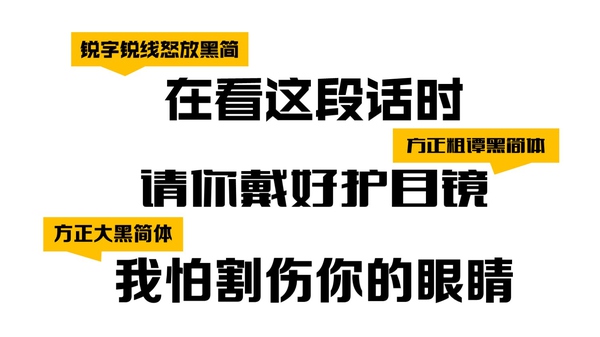 锐字锐线怒放黑简
在看这段话时
方正粗谭黑简体
请你戴好护目镜
方正大黑简体
我怕割伤你的眼睛